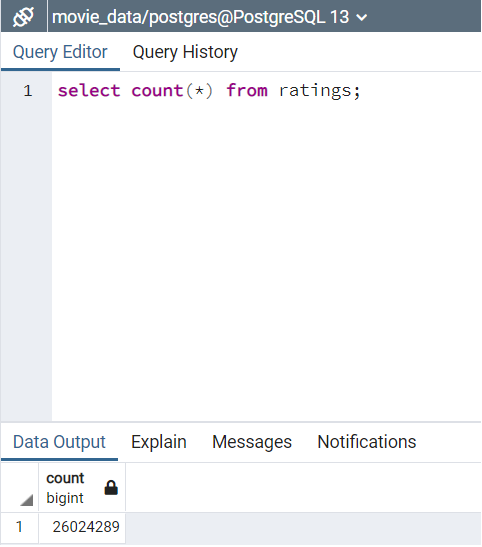 movie_data/postgres@PostgreSQL 13
Query Editor Query History
1 select count(*) from ratings;
Data Output Explain Messages Notifications
count
bigint
1 26024289